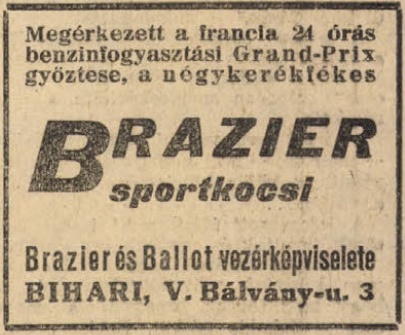 Megérkezett a francia 24 órás
benzinfogyasztási Grand-Prix
győztese, a négykerékfékes
BRAZIER
sportkocsi
Brazier és Ballot vezérképviselete
BIHARI, V. Bálvány-u. 3